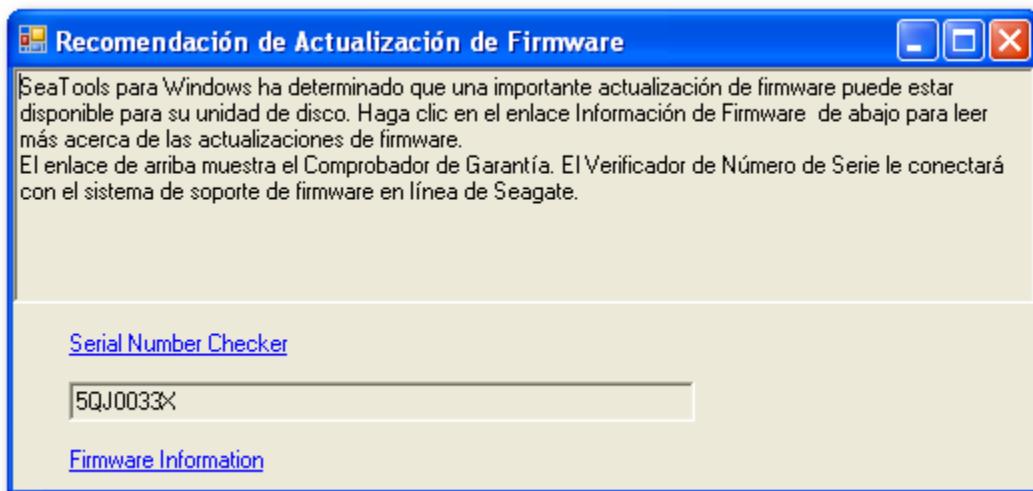 Recomendación de Actualización de Firmware
SeaTools para Windows ha determinado que una importante actualización de firmware puede estar
disponible para su unidad de disco. Haga clic en el enlace Información de Firmware  de abajo para leer
más acerca de las actualizaciones de firmware.
El enlace de arriba muestra el Comprobador de Garantía. El Verificador de Número de Serie le conectará
con el sistema de soporte de firmware en línea de Seagate.
Serial Number Checker
5QJ0033X
Firmware Information